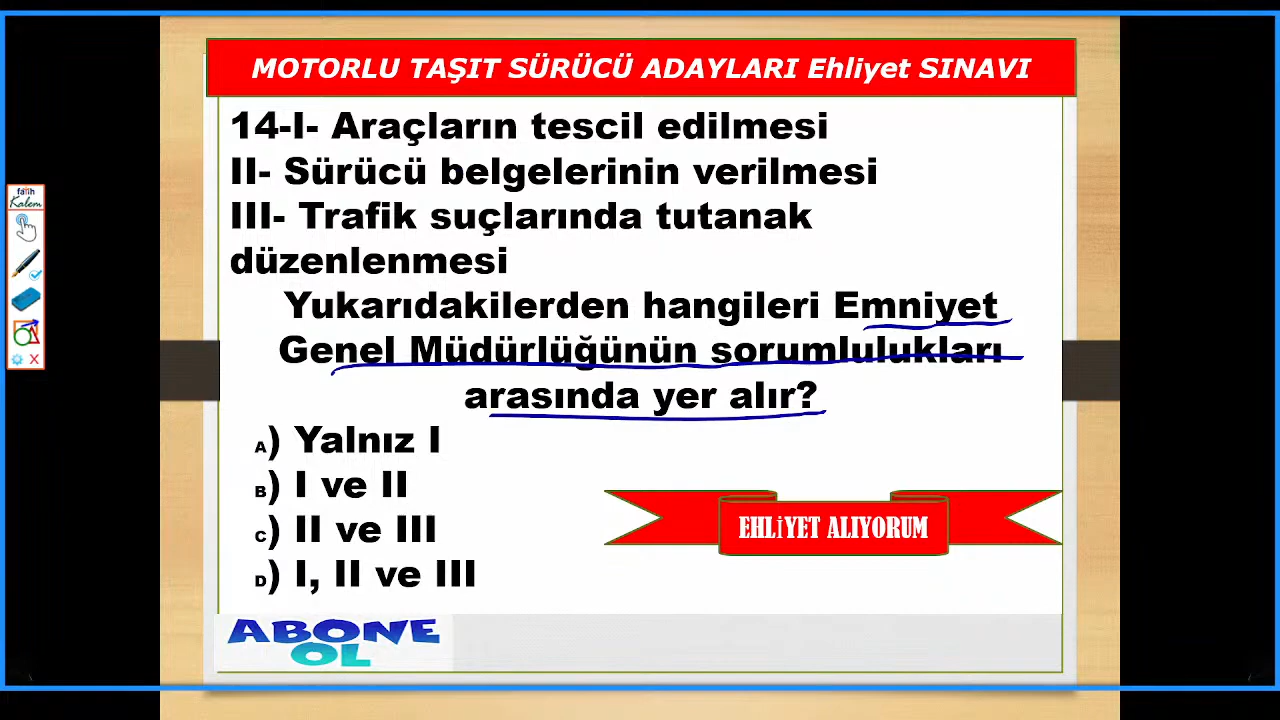 MOTORLU TAŞIT SÜRÜCÜ ADAYLARI Ehliyet SINAVI
14-I- Araçların tescil edilmesi
II- Sürücü belgelerinin verilmesi
III- Trafik suçlarında tutanak
düzenlenmesi
Yukarıdakilerden hangileri Emniyet
Genel Müdürlüğünün sorumlulukları
arasında yer alır?
A) Yalnız I
B) I ve II
C) II ve III
D) I, II ve III
EHLİYET ALIYORUM
ABONE
OL
fatih
Kalem